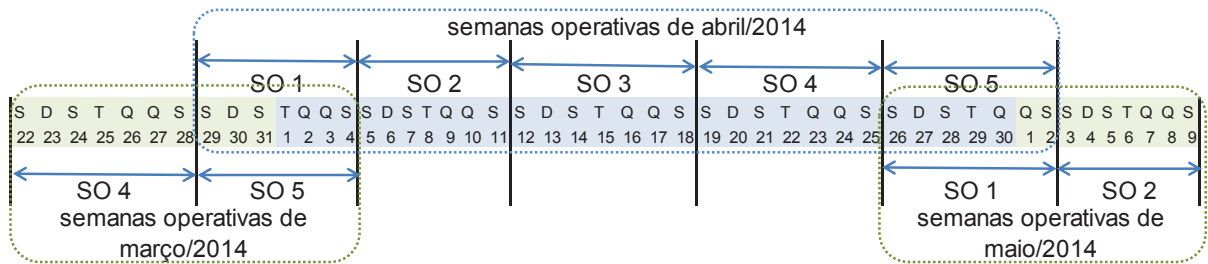 semanas operativas de abril/2014
SO 1 SO 2 SO 3 SO 4 SO 5
S D S T Q Q S S D S T Q Q S S D S T Q Q S S D S T Q Q S S D S T Q Q S S D S T Q Q S S D S T Q Q S
22 23 24 25 26 27 28 29 30 31 1 2 3 4 5 6 7 8 9 10 11 12 13 14 15 16 17 18 19 20 21 22 23 24 25 26 27 28 29 30 1 2 3 4 5 6 7 8 9
SO 4 SO 5 SO 1 SO 2
semanas operativas de
março/2014
semanas operativas de
maio/2014